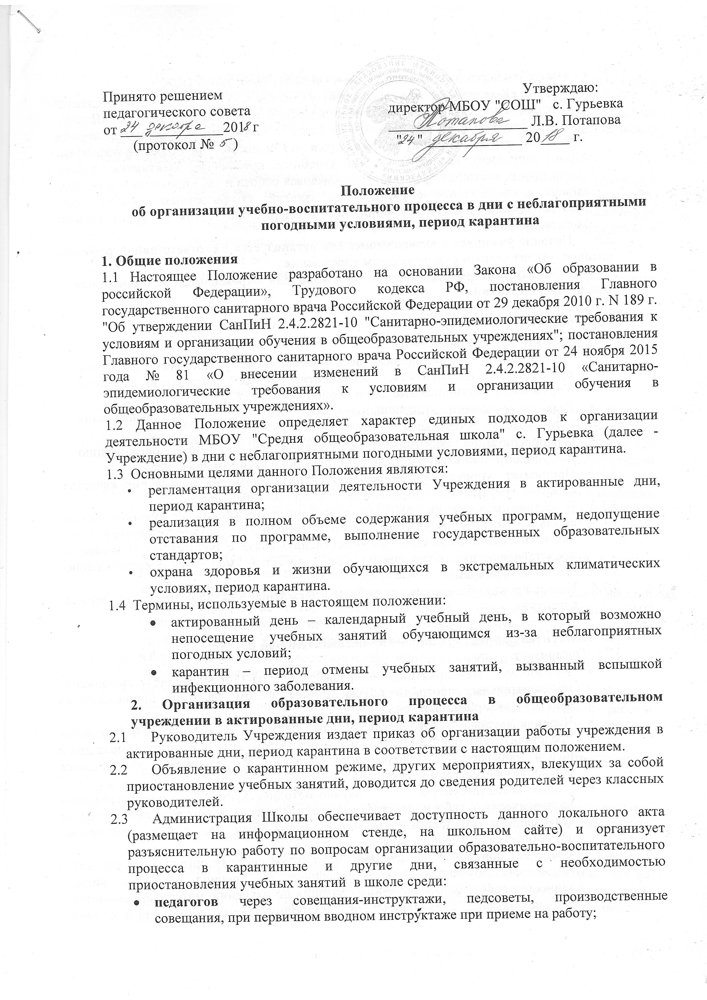 Принято решением
педагогического совета
от 24 декабря 2018 г
(протокол № 5 )
Утверждаю:
директор МБОУ "СОШ" с. Гурьевка
Потапова Л.В. Потапова
"24" декабря 2018 г.
Положение
об организации учебно-воспитательного процесса в дни с неблагоприятными
погодными условиями, период карантина
1. Общие положения
1.1 Настоящее Положение разработано на основании Закона «Об образовании в
российской Федерации», Трудового кодекса РФ, постановления Главного
государственного санитарного врача Российской Федерации от 29 декабря 2010 г. N 189 г.
"Об утверждении СанПиН 2.4.2.2821-10 "Санитарно-эпидемиологические требования к
условиям и организации обучения в общеобразовательных учреждениях"; постановления
Главного государственного санитарного врача Российской Федерации от 24 ноября 2015
года № 81 «О внесении изменений в СанПиН 2.4.2.2821-10 «Санитарно-
эпидемиологические требования к условиям и организации обучения в
общеобразовательных учреждениях».
1.2 Данное Положение определяет характер единых подходов к организации
деятельности МБОУ "Средня общеобразовательная школа" с. Гурьевка (далее -
Учреждение) в дни с неблагоприятными погодными условиями, период карантина.
1.3 Основными целями данного Положения являются:
• регламентация организации деятельности Учреждения в актированные дни,
период карантина;
• реализация в полном объеме содержания учебных программ, недопущение
отставания по программе, выполнение государственных образовательных
стандартов;
• охрана здоровья и жизни обучающихся в экстремальных климатических
условиях, период карантина.
1.4 Термины, используемые в настоящем положении:
• актированный день – календарный учебный день, в который возможно
непосещение учебных занятий обучающимся из-за неблагоприятных
погодных условий;
• карантин – период отмены учебных занятий, вызванный вспышкой
инфекционного заболевания.
2. Организация образовательного процесса в общеобразовательном
учреждении в актированные дни, период карантина
2.1 Руководитель Учреждения издает приказ об организации работы учреждения в
актированные дни, период карантина в соответствии с настоящим положением.
2.2 Объявление о карантинном режиме, других мероприятиях, влекущих за собой
приостановление учебных занятий, доводится до сведения родителей через классных
руководителей.
2.3 Администрация Школы обеспечивает доступность данного локального акта
(размещает на информационном стенде, на школьном сайте) и организует
разъяснительную работу по вопросам организации образовательно-воспитательного
процесса в карантинные и другие дни, связанные с необходимостью
приостановления учебных занятий в школе среди:
• педагогов через совещания-инструктажи, педсоветы, производственные
совещания, при первичном вводном инструктаже при приеме на работу;